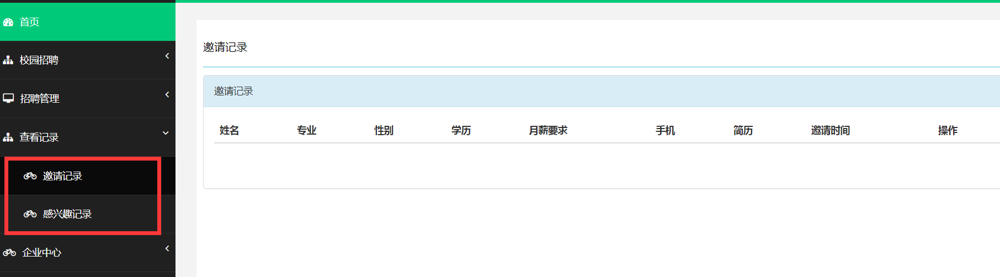 首页
校园招聘
招聘管理
查看记录
邀请记录
感兴趣记录
企业中心
邀请记录
邀请记录
姓名 专业 性别 学历 月薪要求 手机 简历 邀请时间 操作